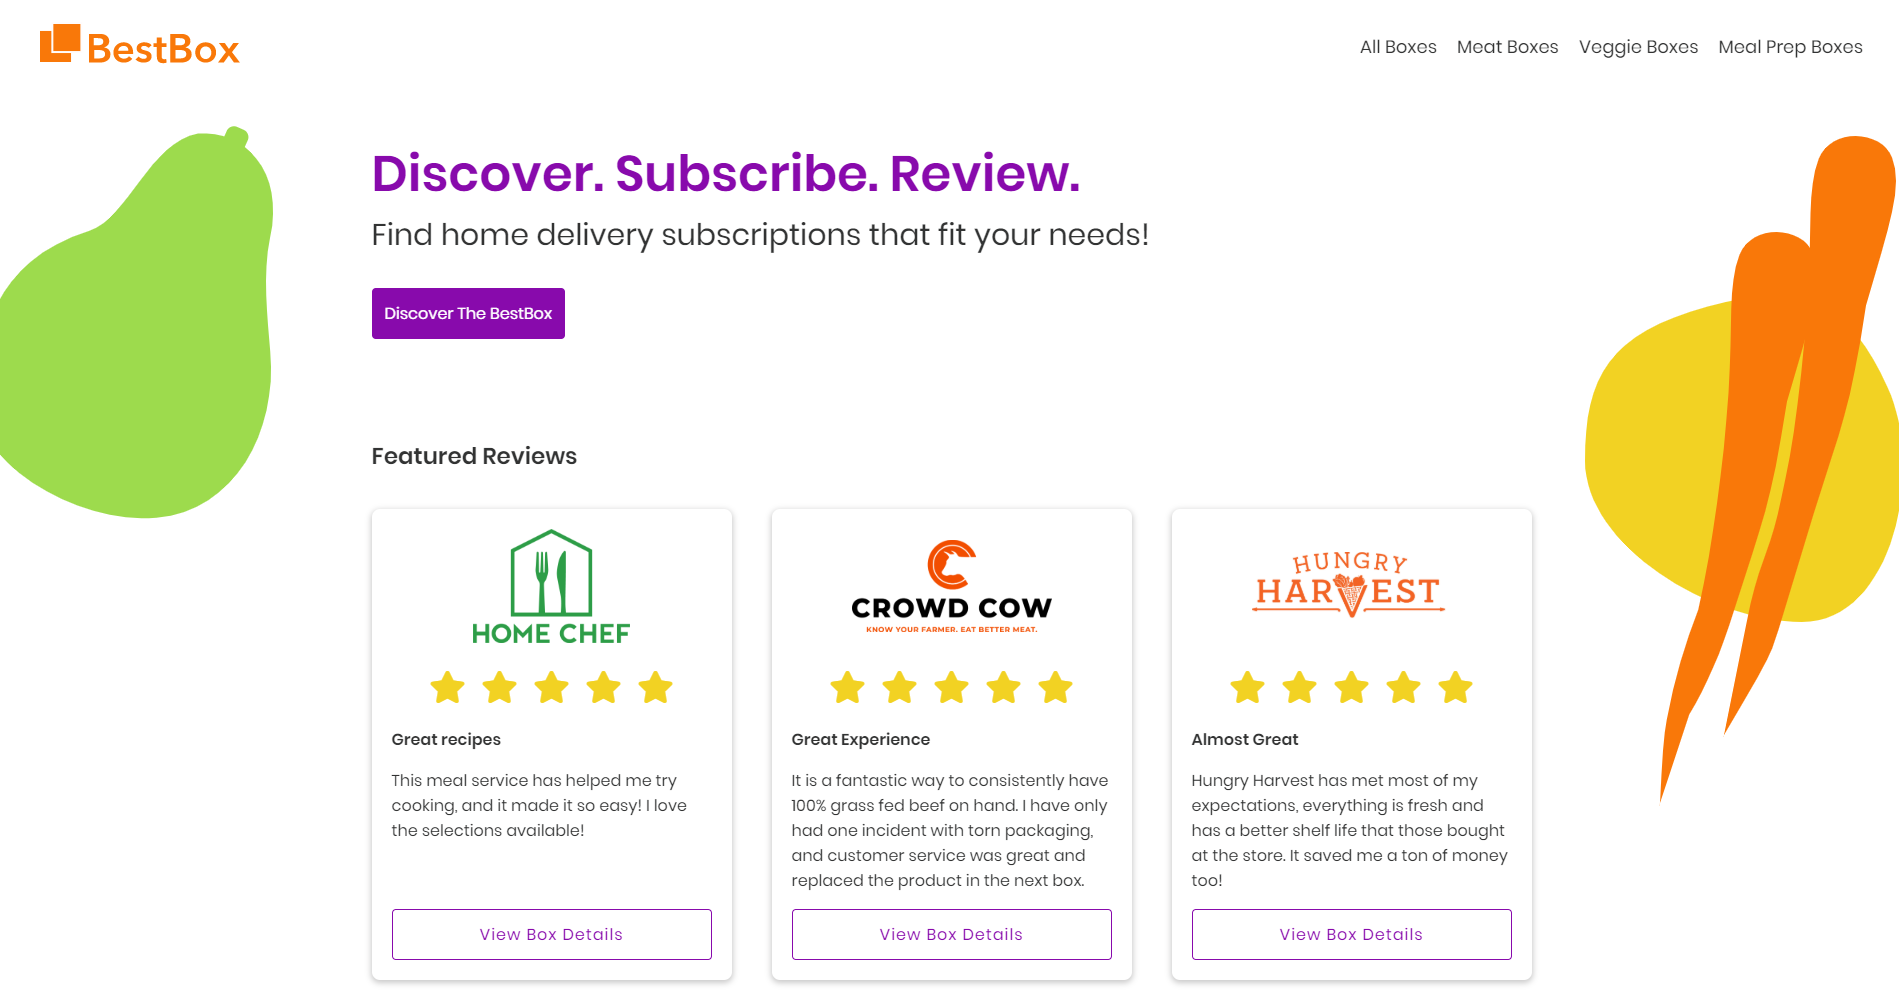 BestBox
All Boxes
Meat Boxes
Veggie Boxes
Meal Prep Boxes
Discover. Subscribe. Review.
Find home delivery subscriptions that fit your needs!
Discover The BestBox
Featured Reviews
HOME CHEF
Great recipes
This meal service has helped me try
cooking, and it made it so easy! I love
the selections available!
View Box Details
CROWD COW
KNOW YOUR FARMER. EAT BETTER MEAT.
Great Experience
It is a fantastic way to consistently have
100% grass fed beef on hand. I have only
had one incident with torn packaging,
and customer service was great and
replaced the product in the next box.
View Box Details
HUNGRY
HARVEST
Almost Great
Hungry Harvest has met most of my
expectations, everything is fresh and
has a better shelf life that those bought
at the store. It saved me a ton of money
too!
View Box Details